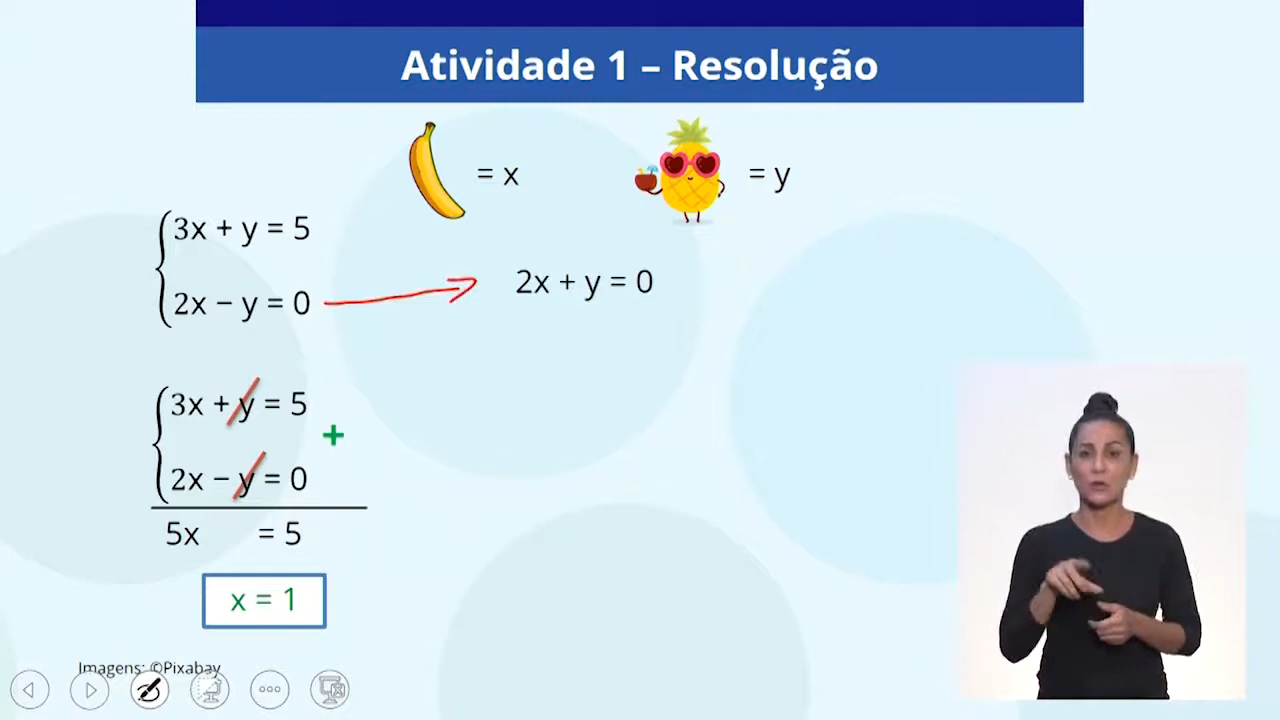 Atividade 1 – Resolução
= x
= y
3x + y = 5
2x − y = 0
2x + y = 0
3x + y = 5
+
2x − y = 0
5x = 5
x = 1
Imagens: ©Pixabay